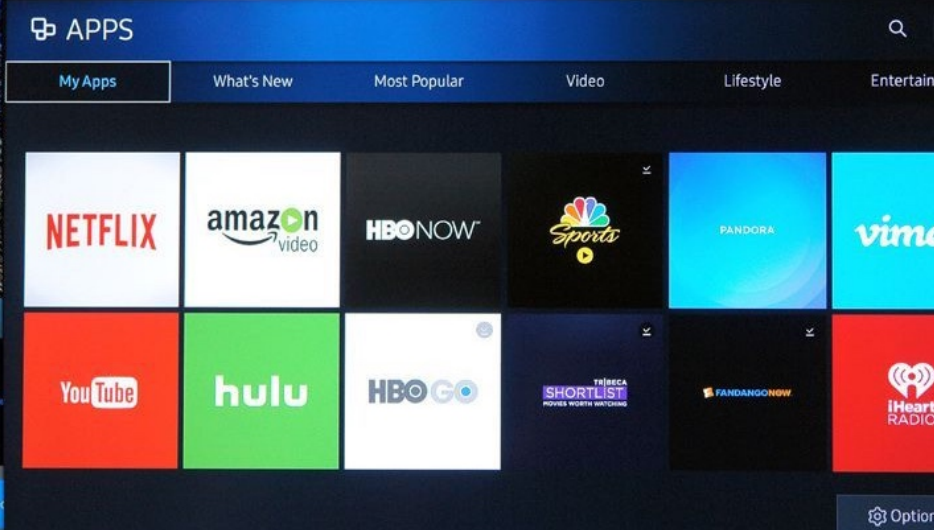 APPS
My Apps
What's New
Most Popular
Video
Lifestyle
Entertain
NETFLIX
amazon
video
HBO NOW
Sports
PANDORA
vime
YouTube
hulu
HBO GO
TRIBECA
SHORTLIST
MOVIES WORTH WATCHING
FANDANGONOW
iHeart
RADIO
Option